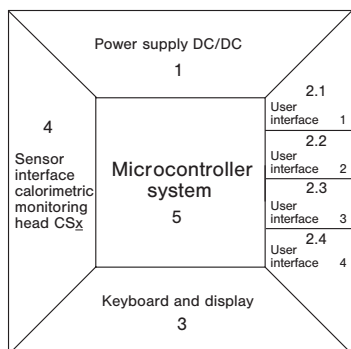 Power supply DC/DC
1
2.1
User
interface 1
2.2
User
interface 2
2.3
User
interface 3
2.4
User
interface 4
4
Sensor
interface
calorimetric
monitoring
head CSx
Microcontroller
system
5
Keyboard and display
3